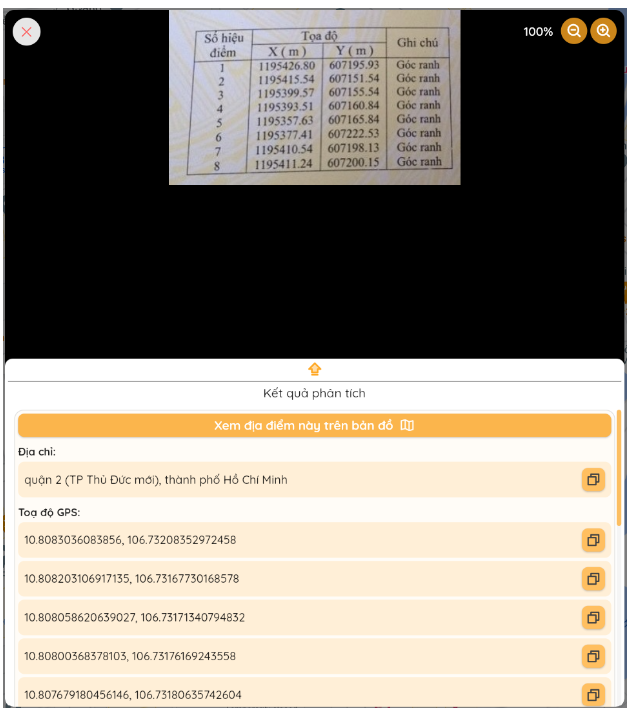 100%
Số hiệu điểm Tọa độ Ghi chú
X ( m ) Y ( m )
1 1195426.80 607195.93 Góc ranh
2 1195415.54 607151.54 Góc ranh
3 1195399.57 607155.54 Góc ranh
4 1195393.51 607160.84 Góc ranh
5 1195357.63 607165.84 Góc ranh
6 1195377.41 607222.53 Góc ranh
7 1195410.54 607198.13 Góc ranh
8 1195411.24 607200.15 Góc ranh
Kết quả phân tích
Xem địa điểm này trên bản đồ
Địa chỉ:
quận 2 (TP Thủ Đức mới), thành phố Hồ Chí Minh
Toạ độ GPS:
10.8083036083856, 106.73208352972458
10.808203106917135, 106.73167730168578
10.808058620639027, 106.73171340794832
10.80800368378103, 106.73176169243558
10.807679180456146, 106.73180635742604